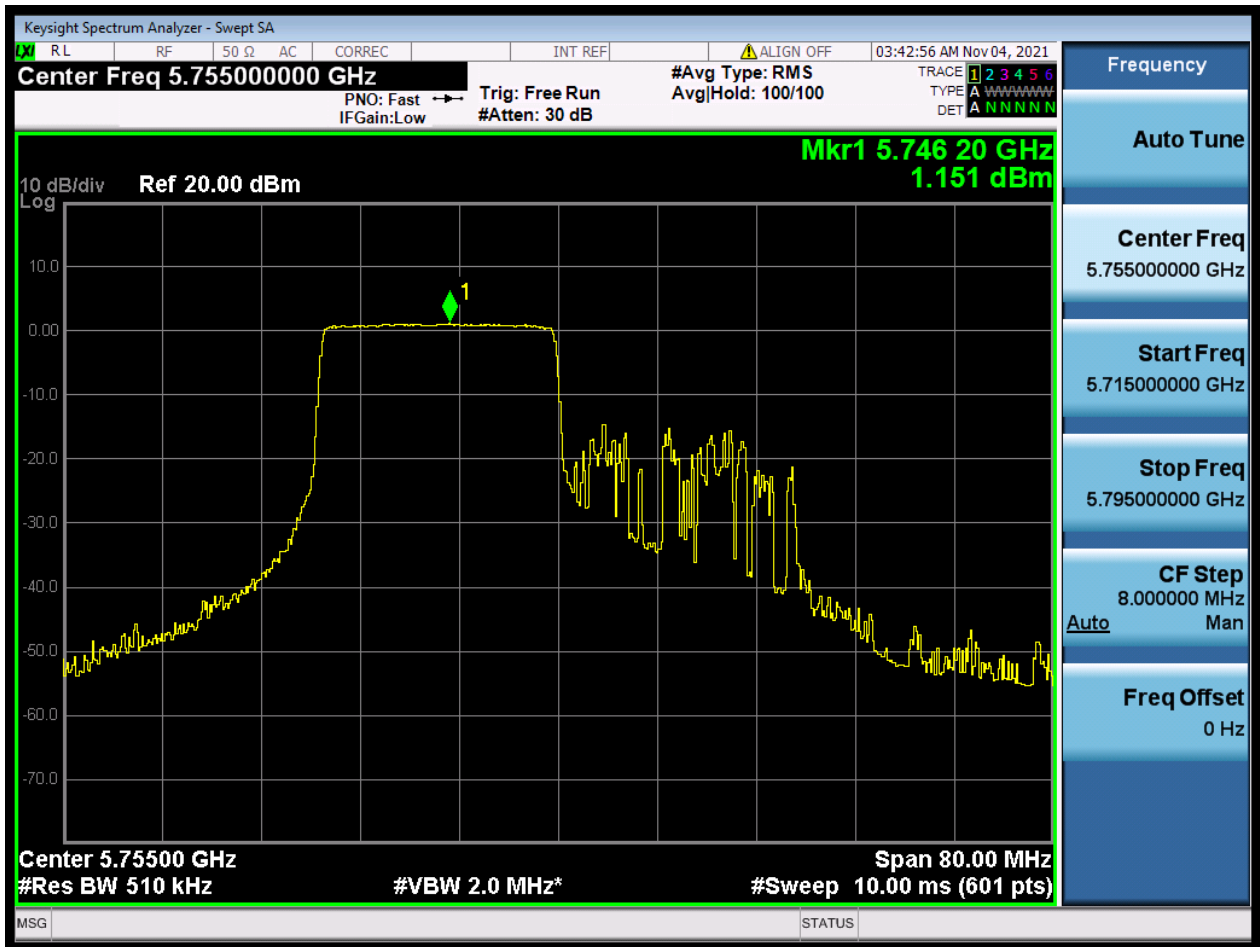 Keysight Spectrum Analyzer - Swept SA
LXI RL RF 50 Ω AC CORREC INT REF ALIGN OFF 03:42:56 AM Nov 04, 2021
Center Freq 5.755000000 GHz
PNO: Fast
IFGain:Low
Trig: Free Run
#Atten: 30 dB
#Avg Type: RMS
Avg|Hold: 100/100
TRACE 1 2 3 4 5 6
TYPE A WWWWW
DET A N N N N N
Mkr1 5.746 20 GHz
1.151 dBm
10 dB/div Ref 20.00 dBm
Log
1
10.0
0.00
-10.0
-20.0
-30.0
-40.0
-50.0
-60.0
-70.0
Center 5.75500 GHz Span 80.00 MHz
#Res BW 510 kHz #VBW 2.0 MHz* #Sweep 10.00 ms (601 pts)
MSG STATUS
Frequency
Auto Tune
Center Freq
5.755000000 GHz
Start Freq
5.715000000 GHz
Stop Freq
5.795000000 GHz
CF Step
8.000000 MHz
Auto Man
Freq Offset
0 Hz